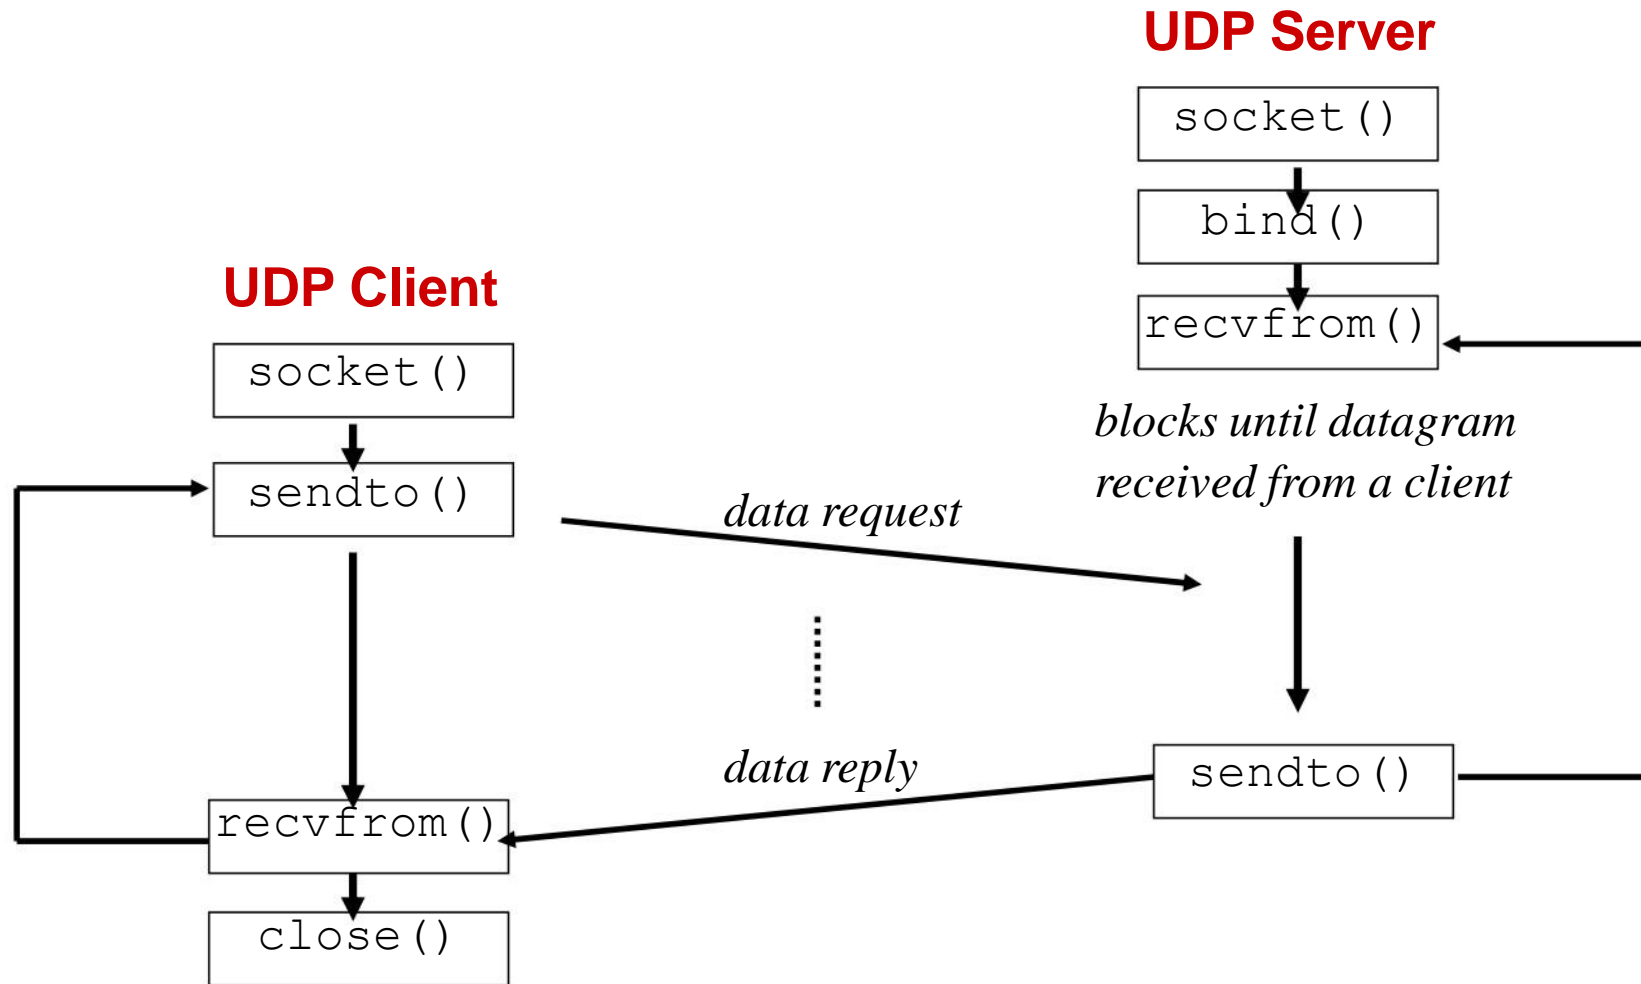 UDP Server
socket()
bind()
recvfrom()
blocks until datagram
received from a client
UDP Client
socket()
sendto()
data request
data reply
sendto()
recvfrom()
close()